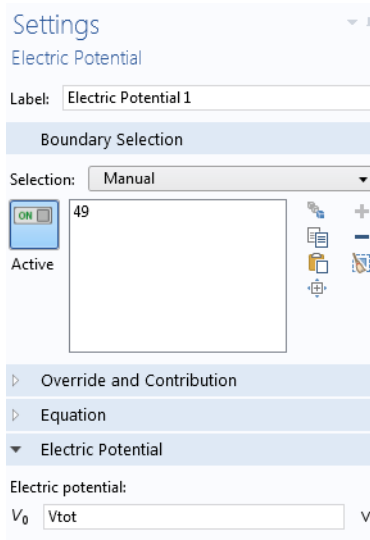 Settings
Electric Potential
Label: Electric Potential 1
Boundary Selection
Selection: Manual
ON
49
Active
Override and Contribution
Equation
Electric Potential
Electric potential:
V0 Vtot V